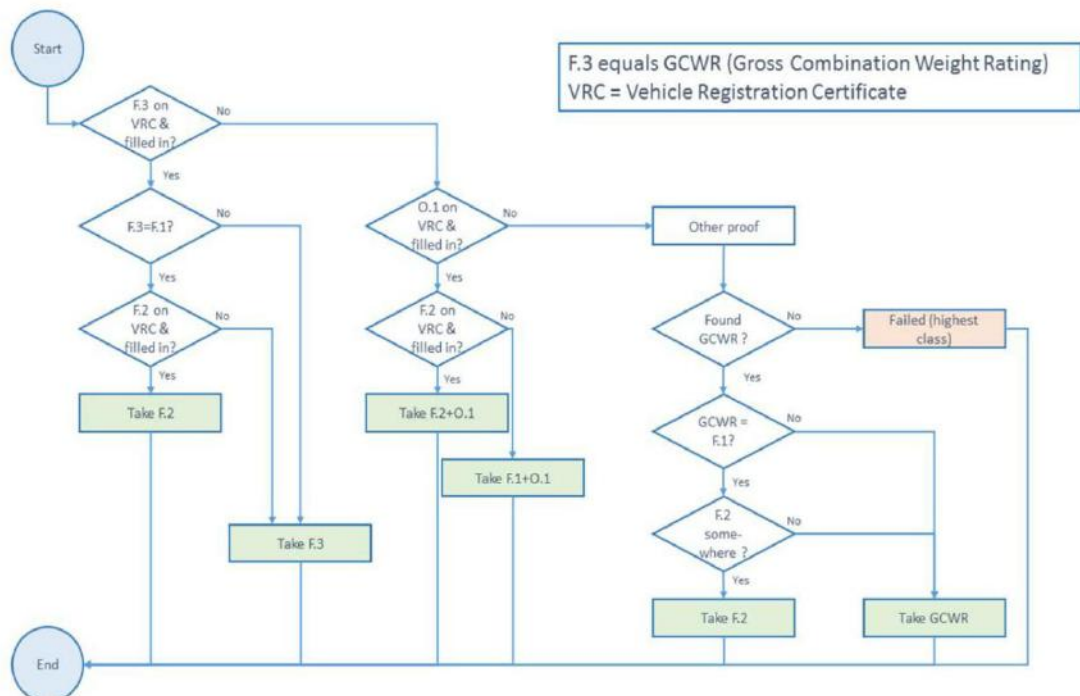 Start
F.3 equals GCWR (Gross Combination Weight Rating)
VRC = Vehicle Registration Certificate
F.3 on
VRC &
filled in?
No
Yes
F.3=F.1?
No
Yes
F.2 on
VRC &
filled in?
No
Yes
Take F.2
Take F.3
O.1 on
VRC &
filled in?
No
Yes
F.2 on
VRC &
filled in?
No
Yes
Take F.2+O.1
Take F.1+O.1
Other proof
Found
GCWR ?
No
Failed (highest
class)
Yes
GCWR =
F.1?
No
Yes
F.2
some-
where ?
No
Yes
Take F.2
Take GCWR
End